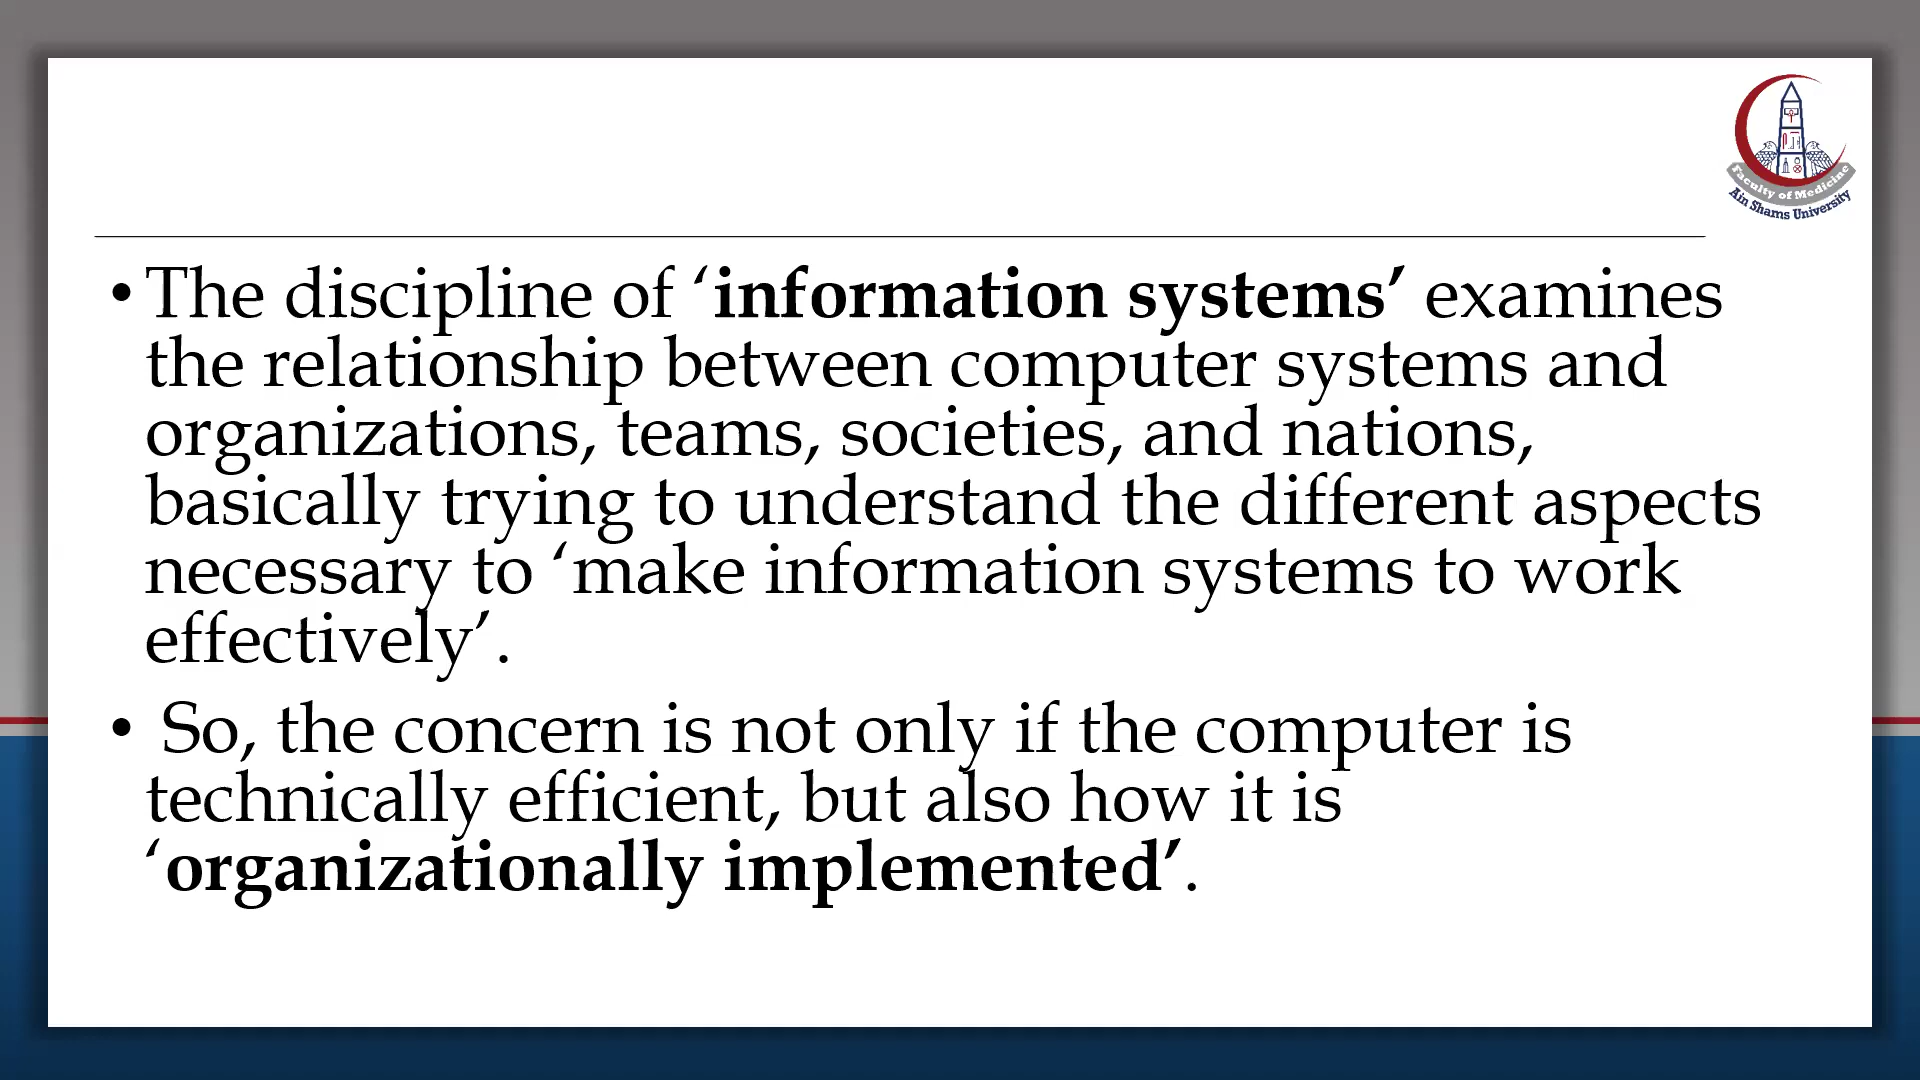 Faculty of Medicine
Ain Shams University
• The discipline of ‘information systems’ examines
the relationship between computer systems and
organizations, teams, societies, and nations,
basically trying to understand the different aspects
necessary to ‘make information systems to work
effectively’.
• So, the concern is not only if the computer is
technically efficient, but also how it is
‘organizationally implemented’.